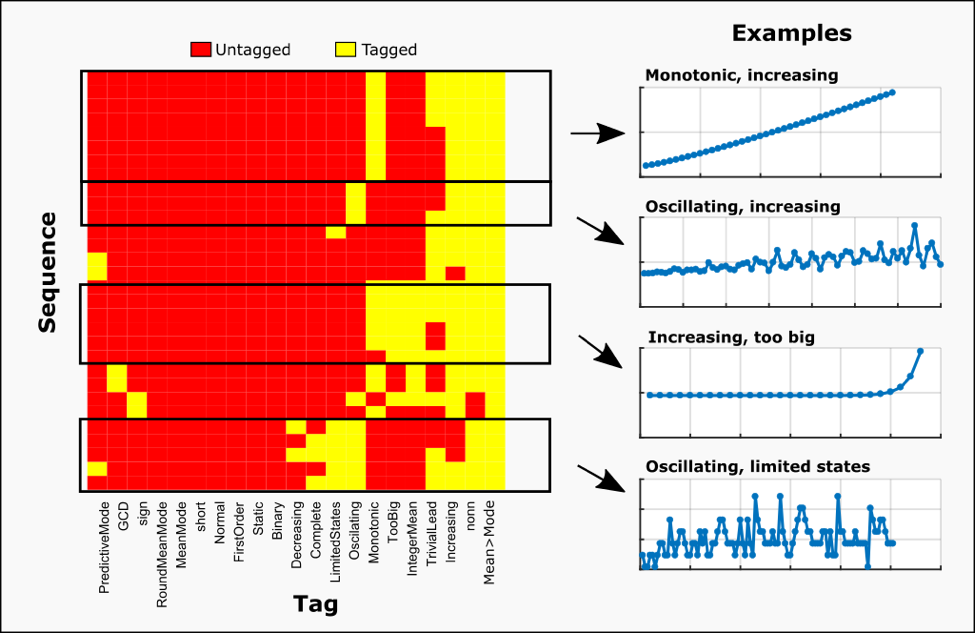 Examples
Untagged
Tagged
Monotonic, increasing
Oscillating, increasing
Increasing, too big
Oscillating, limited states
Sequence
PredictiveMode
GCD
sign
RoundMeanMode
MeanMode
short
Normal
FirstOrder
Static
Binary
Decreasing
Complete
LimitedStates
Oscillating
Monotonic
TooBig
IntegerMean
TrivialLead
Increasing
nonn
Mean>Mode
Tag